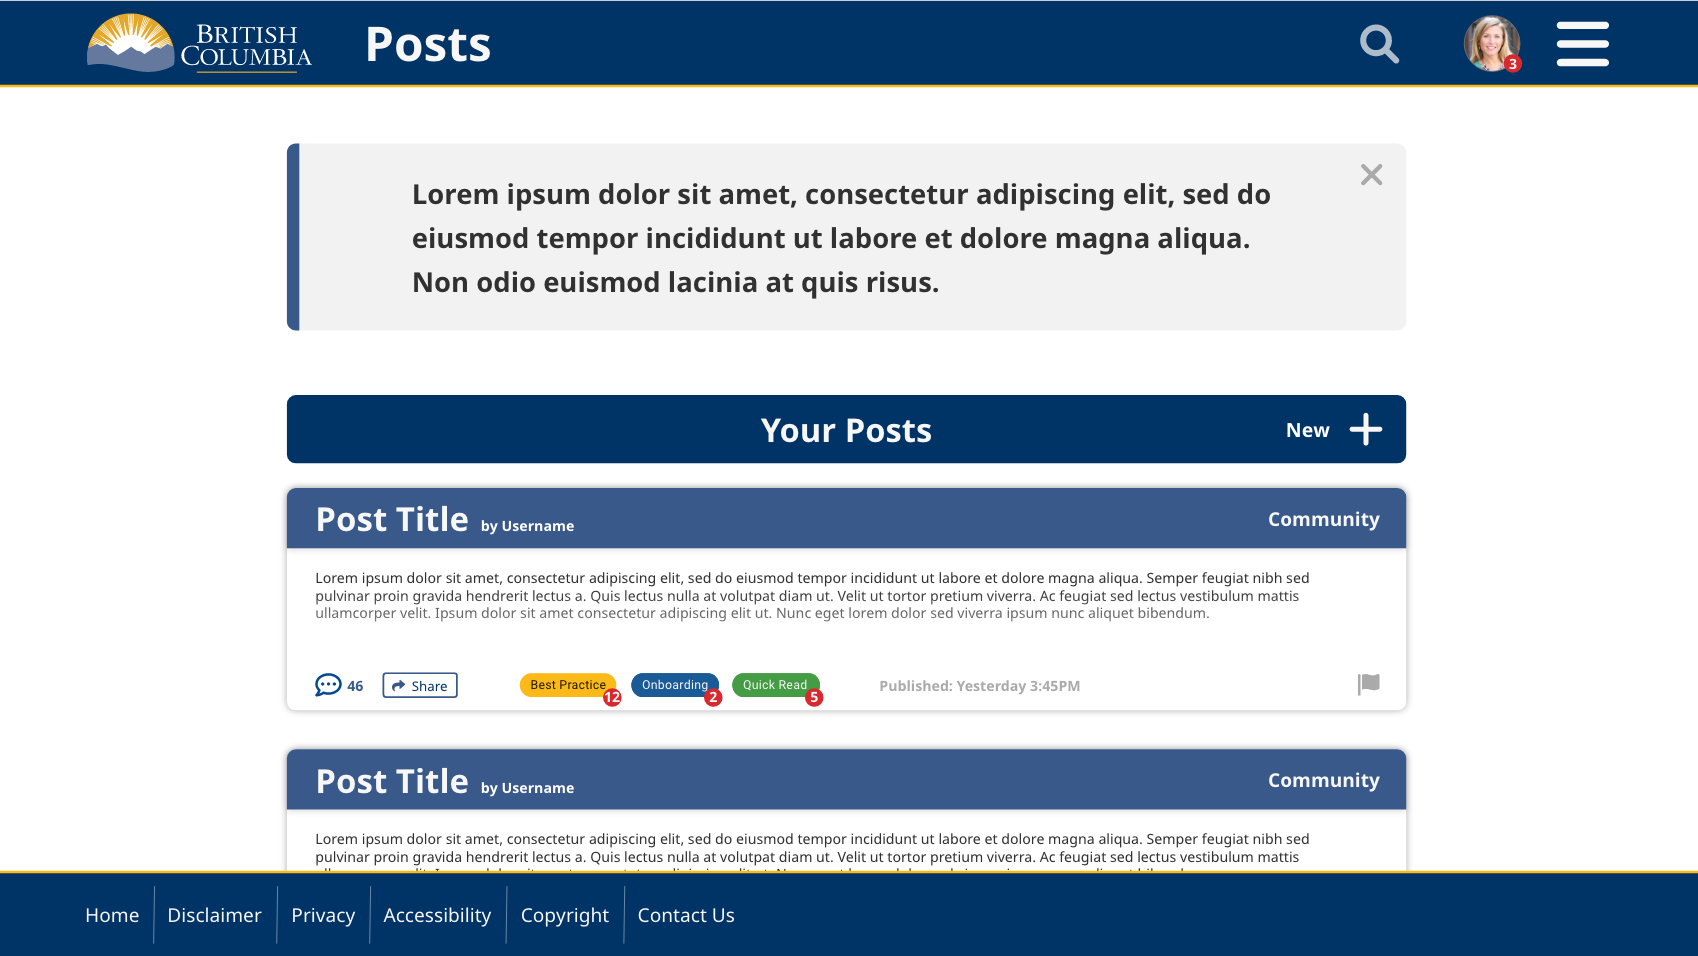 BRITISH
COLUMBIA
Posts
3
Lorem ipsum dolor sit amet, consectetur adipiscing elit, sed do
eiusmod tempor incididunt ut labore et dolore magna aliqua.
Non odio euismod lacinia at quis risus.
Your Posts
New
Post Title by Username Community
Lorem ipsum dolor sit amet, consectetur adipiscing elit, sed do eiusmod tempor incididunt ut labore et dolore magna aliqua. Semper feugiat nibh sed
pulvinar proin gravida hendrerit lectus a. Quis lectus nulla at volutpat diam ut. Velit ut tortor pretium viverra. Ac feugiat sed lectus vestibulum mattis
ullamcorper velit. Ipsum dolor sit amet consectetur adipiscing elit ut. Nunc eget lorem dolor sed viverra ipsum nunc aliquet bibendum.
46 Share Best Practice 12 Onboarding 2 Quick Read 5 Published: Yesterday 3:45PM
Post Title by Username Community
Lorem ipsum dolor sit amet, consectetur adipiscing elit, sed do eiusmod tempor incididunt ut labore et dolore magna aliqua. Semper feugiat nibh sed
pulvinar proin gravida hendrerit lectus a. Quis lectus nulla at volutpat diam ut. Velit ut tortor pretium viverra. Ac feugiat sed lectus vestibulum mattis
Home Disclaimer Privacy Accessibility Copyright Contact Us